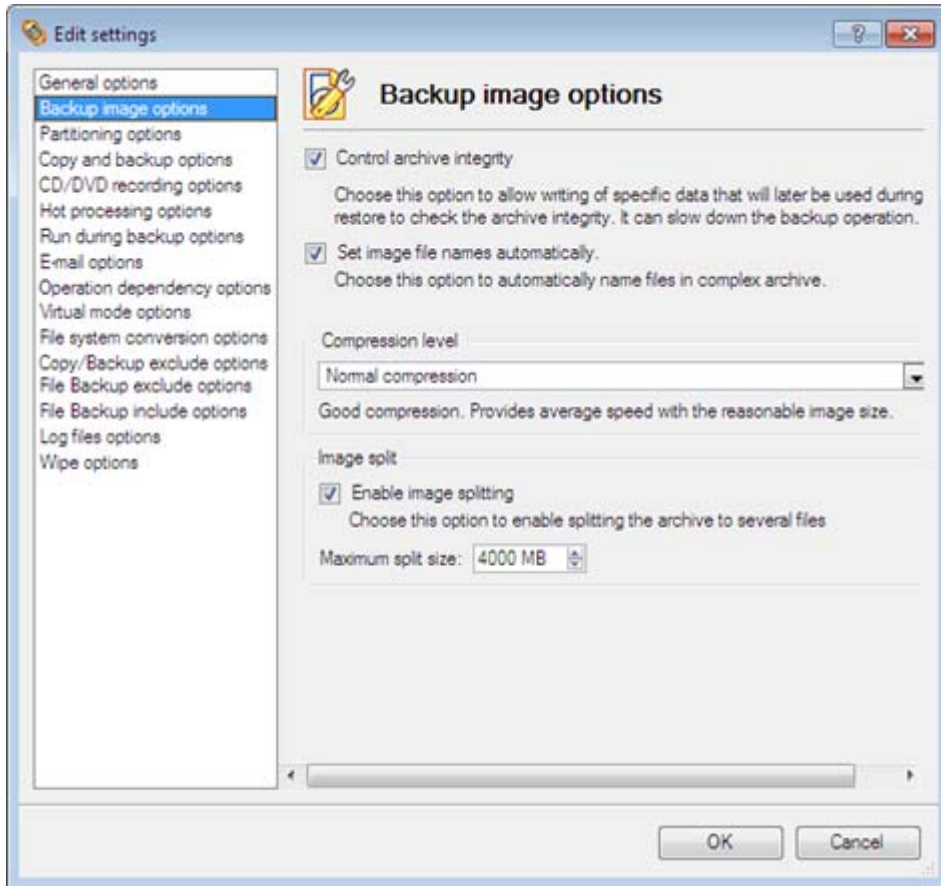 Edit settings
General options
Backup image options
Partitioning options
Copy and backup options
CD/DVD recording options
Hot processing options
Run during backup options
E-mail options
Operation dependency options
Virtual mode options
File system conversion options
Copy/Backup exclude options
File Backup exclude options
File Backup include options
Log files options
Wipe options
Backup image options
Control archive integrity
Choose this option to allow writing of specific data that will later be used during
restore to check the archive integrity. It can slow down the backup operation.
Set image file names automatically.
Choose this option to automatically name files in complex archive.
Compression level
Normal compression
Good compression. Provides average speed with the reasonable image size.
Image split
Enable image splitting
Choose this option to enable splitting the archive to several files
Maximum split size: 4000 MB
OK Cancel